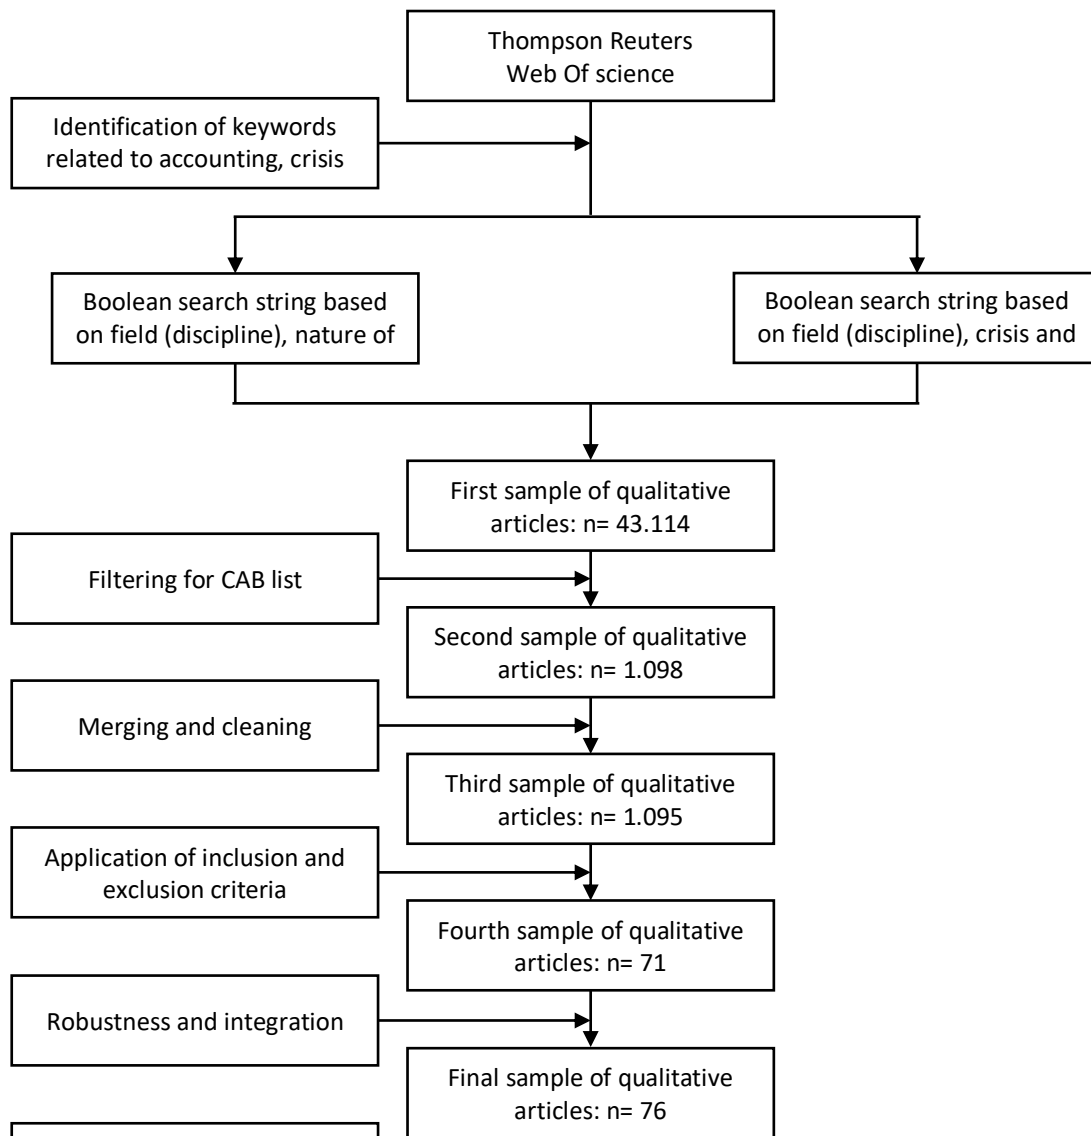 Thompson Reuters
Web Of science
Identification of keywords
related to accounting, crisis
Boolean search string based
on field (discipline), nature of
Boolean search string based
on field (discipline), crisis and
First sample of qualitative
articles: n= 43.114
Filtering for CAB list
Second sample of qualitative
articles: n= 1.098
Merging and cleaning
Third sample of qualitative
articles: n= 1.095
Application of inclusion and
exclusion criteria
Fourth sample of qualitative
articles: n= 71
Robustness and integration
Final sample of qualitative
articles: n= 76